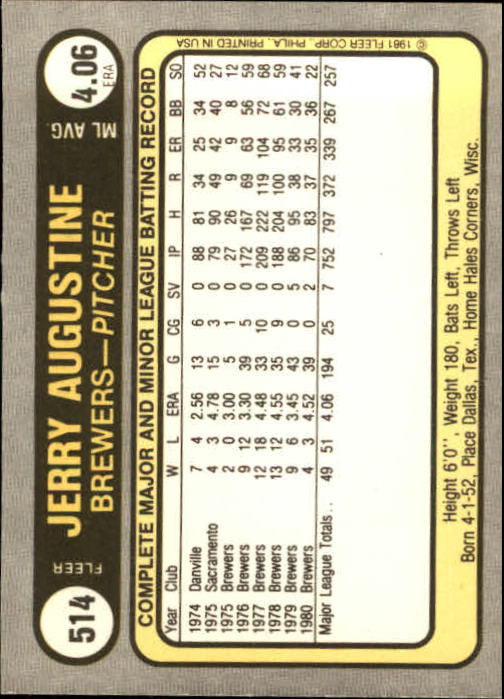 514
FLEER
JERRY AUGUSTINE
BREWERS—PITCHER
ML AVG.
4.06
ERA
COMPLETE MAJOR AND MINOR LEAGUE BATTING RECORD
Year Club W L ERA G CG SV IP H R ER BB SO
1974 Danville 7 4 2.56 13 6 0 88 81 34 25 34 52
1975 Sacramento 4 3 4.78 15 3 0 79 90 49 42 40 27
1975 Brewers 2 0 3.00 5 1 0 27 26 9 9 8 12
1976 Brewers 9 12 3.30 39 5 0 172 167 69 63 56 59
1977 Brewers 12 18 4.48 33 10 0 209 222 119 104 72 68
1978 Brewers 13 12 4.55 35 9 0 188 204 100 95 61 59
1979 Brewers 9 6 3.45 43 0 5 86 95 38 33 30 41
1980 Brewers 4 3 4.52 39 0 2 70 83 37 35 36 22
Major League Totals . . 49 51 4.06 194 25 7 752 797 372 339 267 257
Height 6'0'', Weight 180, Bats Left, Throws Left
Born 4-1-52, Place Dallas, Tex., Home Hales Corners, Wisc.
© 1981 FLEER CORP., PHILA. PRINTED IN USA